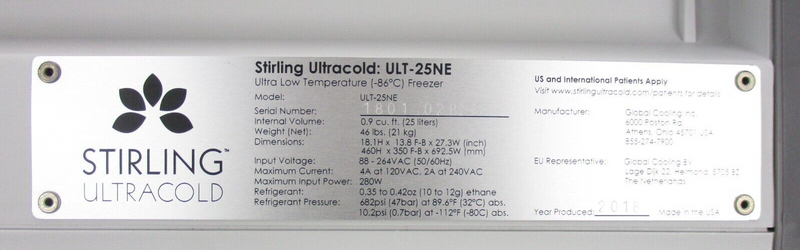 STIRLING™
ULTRACOLD
Stirling Ultracold: ULT-25NE
Ultra Low Temperature (-86°C) Freezer
Model: ULT-25NE
Serial Number:
Internal Volume: 0.9 cu. ft. (25 liters)
Weight (Net): 46 lbs. (21 kg)
Dimensions: 18.1H x 13.8 F-B x 27.3W (inch)
460H x 350 F-B x 692.5W (mm)
Input Voltage: 88 - 264VAC (50/60Hz)
Maximum Current: 4A at 120VAC, 2A at 240VAC
Maximum Input Power: 280W
Refrigerant: 0.35 to 0.42oz (10 to 12g) ethane
Refrigerant Pressure: 682psi (47bar) at 89.6°F (32°C) abs.
10.2psi (0.7bar) at -112°F (-80C) abs.
US and International Patents Apply
Visit www.stirlingultracold.com/patents for details
Manufacturer: Global Cooling Inc.
6000 Poston Rd.
Athens, Ohio 45701 USA
855-274-7900
EU Representative: Global Cooling BV
The Netherlands
Year Produced: 2018 Made in the USA